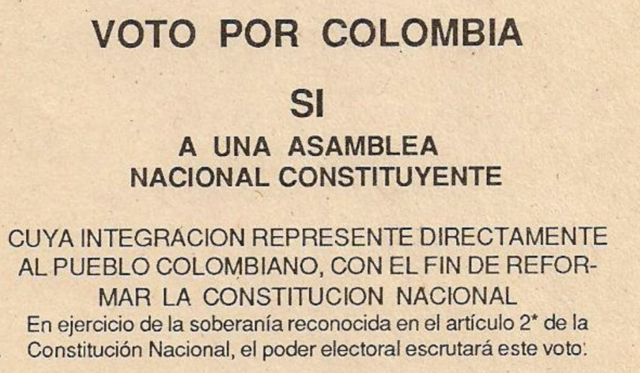 VOTO POR COLOMBIA
SI
A UNA ASAMBLEA
NACIONAL CONSTITUYENTE
CUYA INTEGRACION REPRESENTE DIRECTAMENTE
AL PUEBLO COLOMBIANO, CON EL FIN DE REFOR-
MAR LA CONSTITUCION NACIONAL
En ejercicio de la soberanía reconocida en el artículo 2* de la
Constitución Nacional, el poder electoral escrutará este voto: